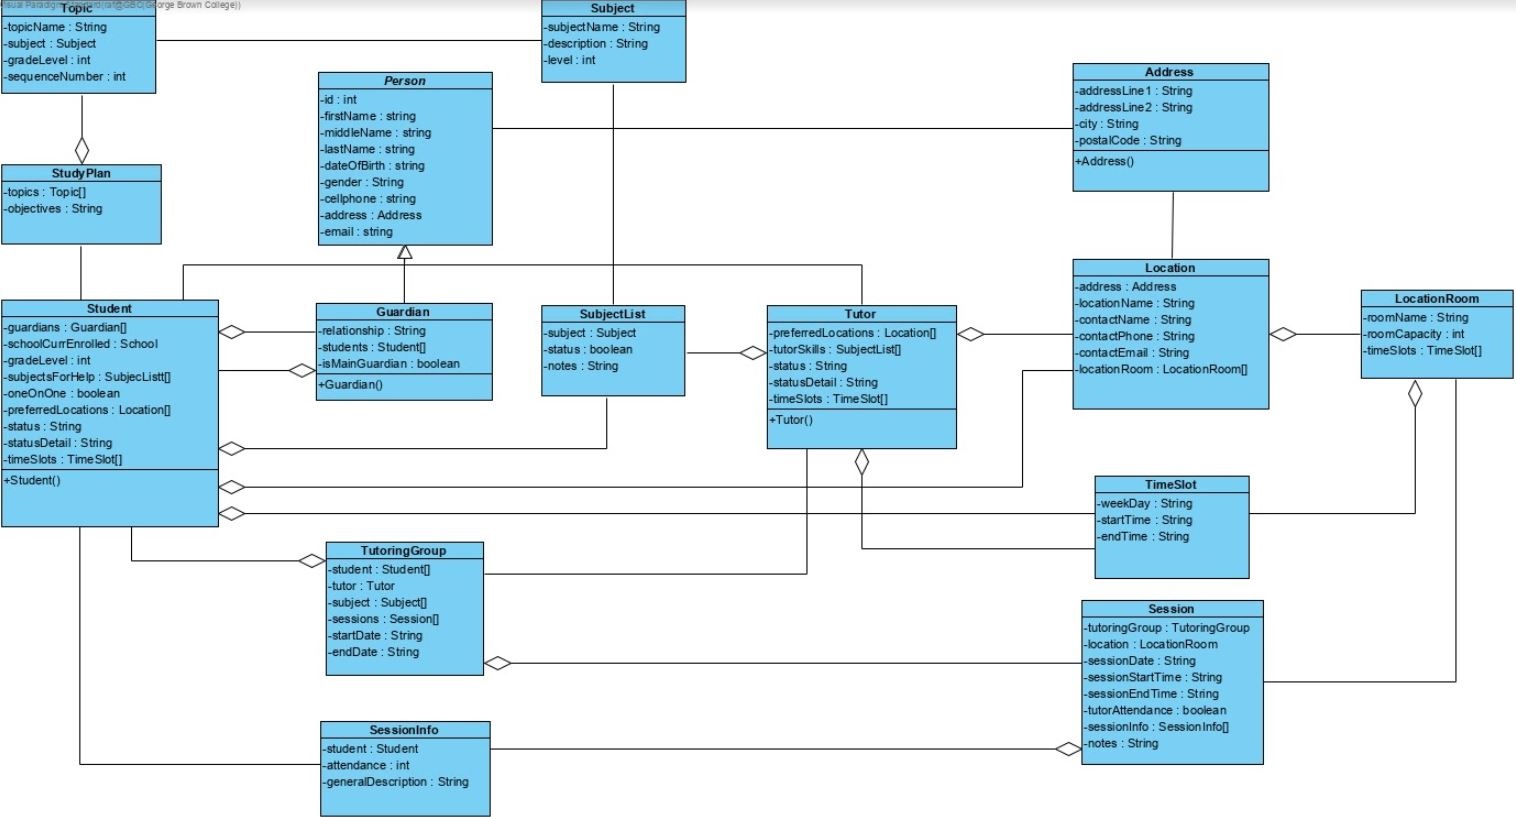 Visual Paradigm Standard(raf@GBC(George Brown College))
Topic
-topicName : String
-subject : Subject
-gradeLevel : int
-sequenceNumber : int
Subject
-subjectName : String
-description : String
-level : int
Person
-id : int
-firstName : string
-middleName : string
-lastName : string
-dateOfBirth : string
-gender : String
-cellphone : string
-address : Address
-email : string
Address
-addressLine1 : String
-addressLine2 : String
-city : String
-postalCode : String
+Address()
StudyPlan
-topics : Topic[]
-objectives : String
Student
-guardians : Guardian[]
-schoolCurrEnrolled : School
-gradeLevel : int
-subjectsForHelp : SubjecListt[]
-oneOnOne : boolean
-preferredLocations : Location[]
-status : String
-statusDetail : String
-timeSlots : TimeSlot[]
+Student()
Guardian
-relationship : String
-students : Student[]
-isMainGuardian : boolean
+Guardian()
SubjectList
-subject : Subject
-status : boolean
-notes : String
Tutor
-preferredLocations : Location[]
-tutorSkills : SubjectList[]
-status : String
-statusDetail : String
-timeSlots : TimeSlot[]
+Tutor()
Location
-address : Address
-locationName : String
-contactName : String
-contactPhone : String
-contactEmail : String
-locationRoom : LocationRoom[]
LocationRoom
-roomName : String
-roomCapacity : int
-timeSlots : TimeSlot[]
TimeSlot
-weekDay : String
-startTime : String
-endTime : String
TutoringGroup
-student : Student[]
-tutor : Tutor
-subject : Subject[]
-sessions : Session[]
-startDate : String
-endDate : String
Session
-tutoringGroup : TutoringGroup
-location : LocationRoom
-sessionDate : String
-sessionStartTime : String
-sessionEndTime : String
-tutorAttendance : boolean
-sessionInfo : SessionInfo[]
-notes : String
SessionInfo
-student : Student
-attendance : int
-generalDescription : String